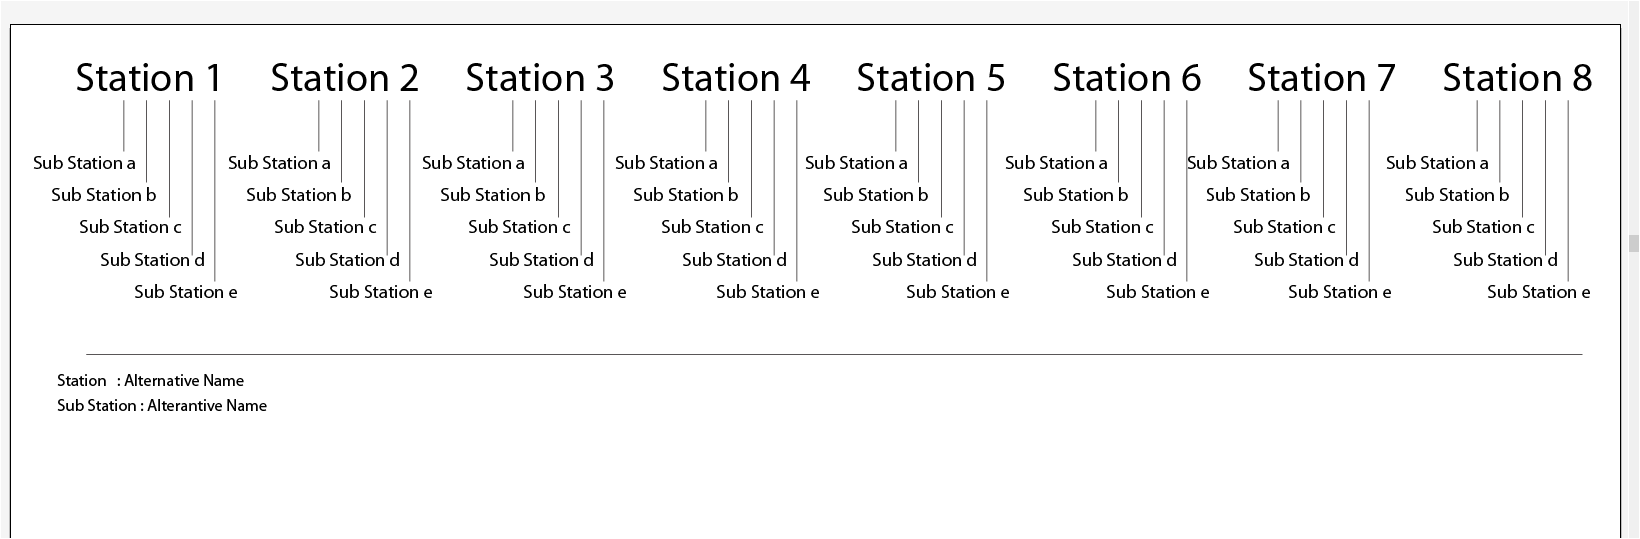 Station 1 Station 2 Station 3 Station 4 Station 5 Station 6 Station 7 Station 8
Sub Station a Sub Station a Sub Station a Sub Station a Sub Station a Sub Station a Sub Station a Sub Station a
Sub Station b Sub Station b Sub Station b Sub Station b Sub Station b Sub Station b Sub Station b Sub Station b
Sub Station c Sub Station c Sub Station c Sub Station c Sub Station c Sub Station c Sub Station c Sub Station c
Sub Station d Sub Station d Sub Station d Sub Station d Sub Station d Sub Station d Sub Station d Sub Station d
Sub Station e Sub Station e Sub Station e Sub Station e Sub Station e Sub Station e Sub Station e Sub Station e
Station : Alternative Name
Sub Station : Alterantive Name